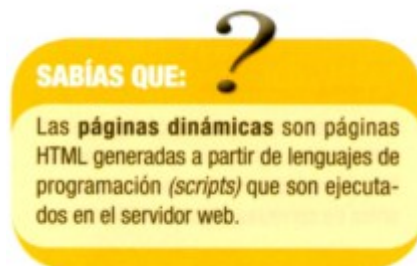 SABÍAS QUE:
Las páginas dinámicas son páginas
HTML generadas a partir de lenguajes de
programación (scripts) que son ejecuta-
dos en el servidor web.